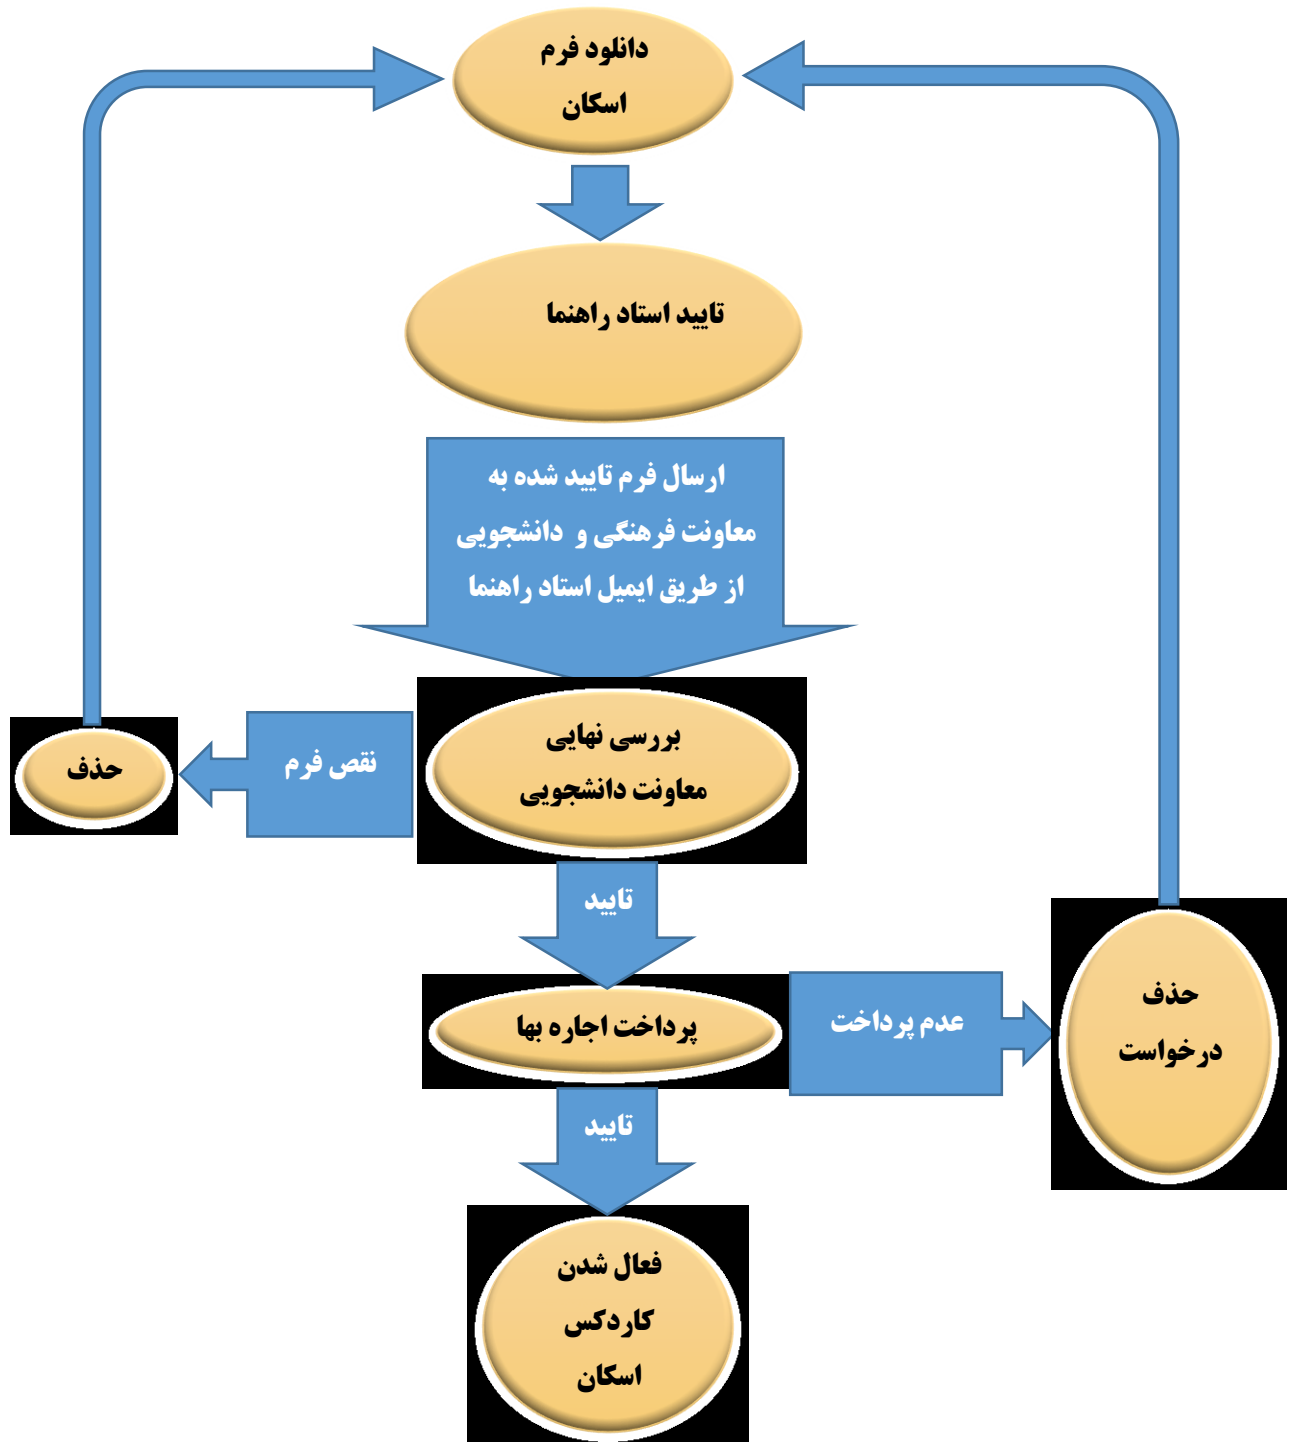 دانلود فرم
اسکان
تایید استاد راهنما
ارسال فرم تایید شده به
معاونت فرهنگی و دانشجویی
از طریق ایمیل استاد راهنما
بررسی نهایی
معاونت دانشجویی
نقص فرم
حذف
تایید
پرداخت اجاره بها
عدم پرداخت
حذف
درخواست
تایید
فعال شدن
کاردکس
اسکان